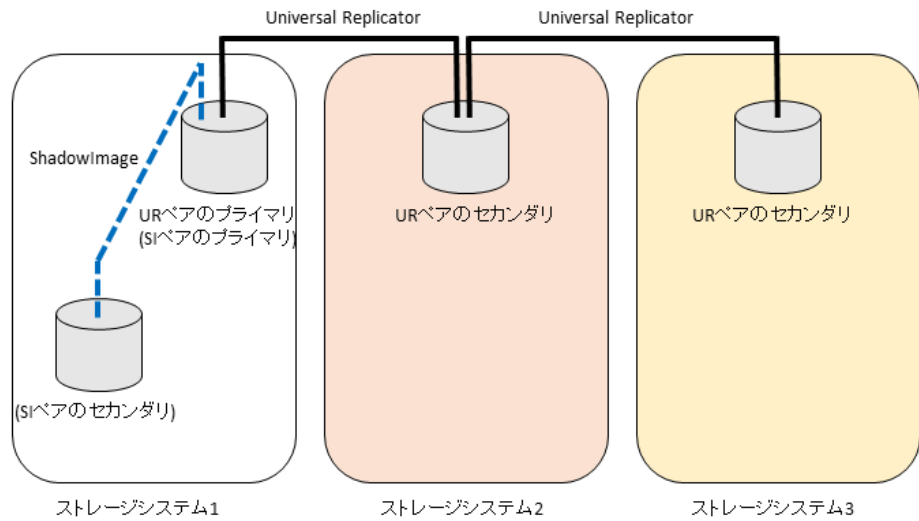 Universal Replicator
Universal Replicator
ShadowImage
URペアのプライマリ
(SIペアのプライマリ)
URペアのセカンダリ
URペアのセカンダリ
(SIペアのセカンダリ)
ストレージシステム1
ストレージシステム2
ストレージシステム3